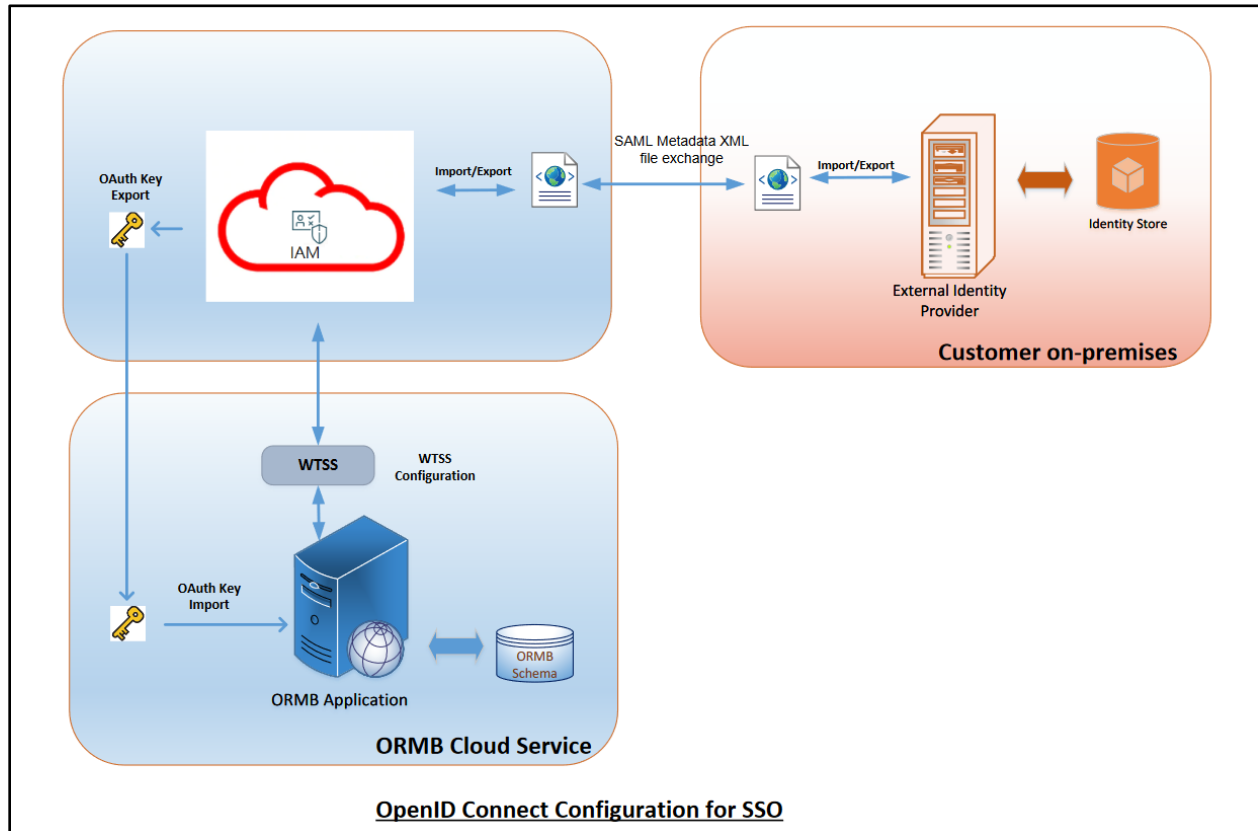 SAML Metadata XML
file exchange
OAuth Key
Export
Import/Export
Import/Export
IAM
Identity Store
External Identity
Provider
Customer on-premises
WTSS
WTSS
Configuration
OAuth Key
Import
ORMB
Schema
ORMB Application
ORMB Cloud Service
OpenID Connect Configuration for SSO